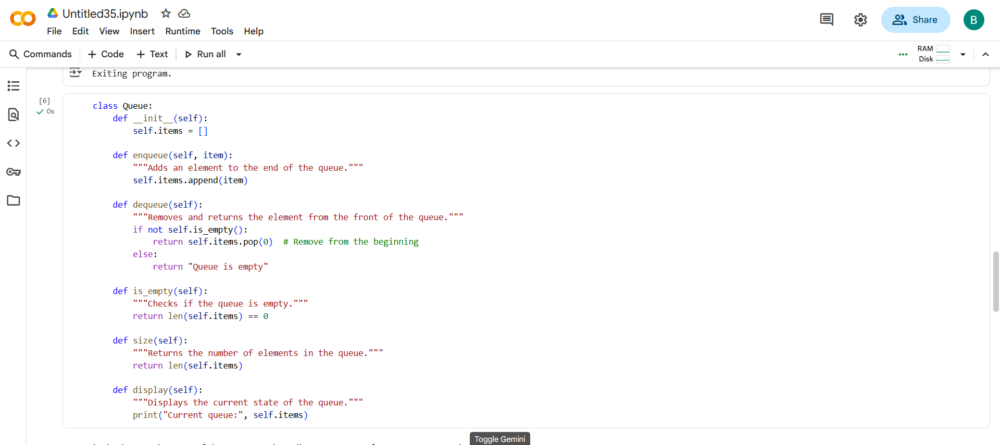 Untitled35.ipynb
File Edit View Insert Runtime Tools Help
Share
B
Commands + Code + Text Run all
RAM
Disk
Exiting program.
[6]
0s
class Queue:
    def __init__(self):
        self.items = []
    def enqueue(self, item):
        """Adds an element to the end of the queue."""
        self.items.append(item)
    def dequeue(self):
        """Removes and returns the element from the front of the queue."""
        if not self.is_empty():
            return self.items.pop(0)  # Remove from the beginning
        else:
            return "Queue is empty"
    def is_empty(self):
        """Checks if the queue is empty."""
        return len(self.items) == 0
    def size(self):
        """Returns the number of elements in the queue."""
        return len(self.items)
    def display(self):
        """Displays the current state of the queue."""
        print("Current queue:", self.items)
Toggle Gemini